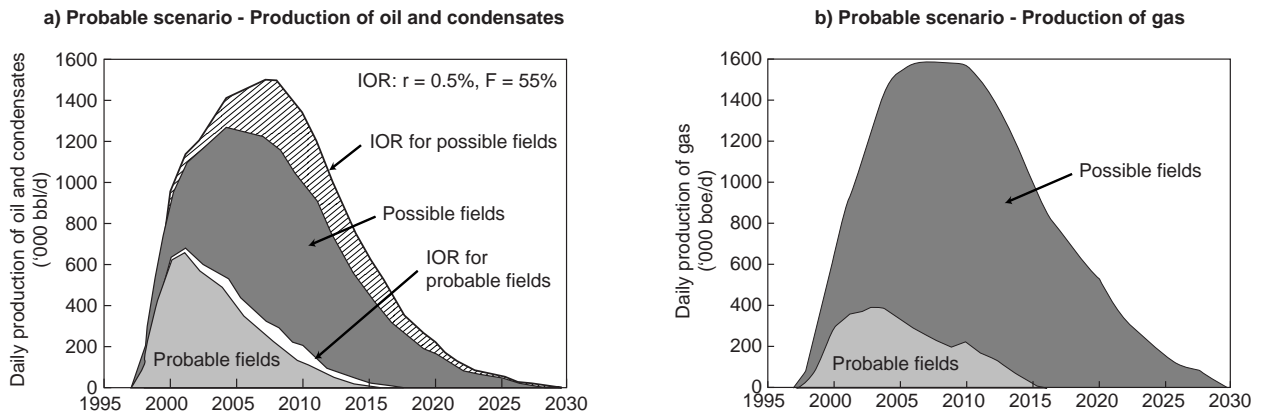 a) Probable scenario - Production of oil and condensates
Daily production of oil and condensates
(‘000 bbl/d)
1600
1400
1200
1000
800
600
400
200
0
1995
2000
2005
2010
2015
2020
2025
2030
IOR: r = 0.5%, F = 55%
IOR for possible fields
Possible fields
IOR for
probable fields
Probable fields
b) Probable scenario - Production of gas
Daily production of gas
(‘000 boe/d)
1600
1400
1200
1000
800
600
400
200
0
1995
2000
2005
2010
2015
2020
2025
2030
Possible fields
Probable fields